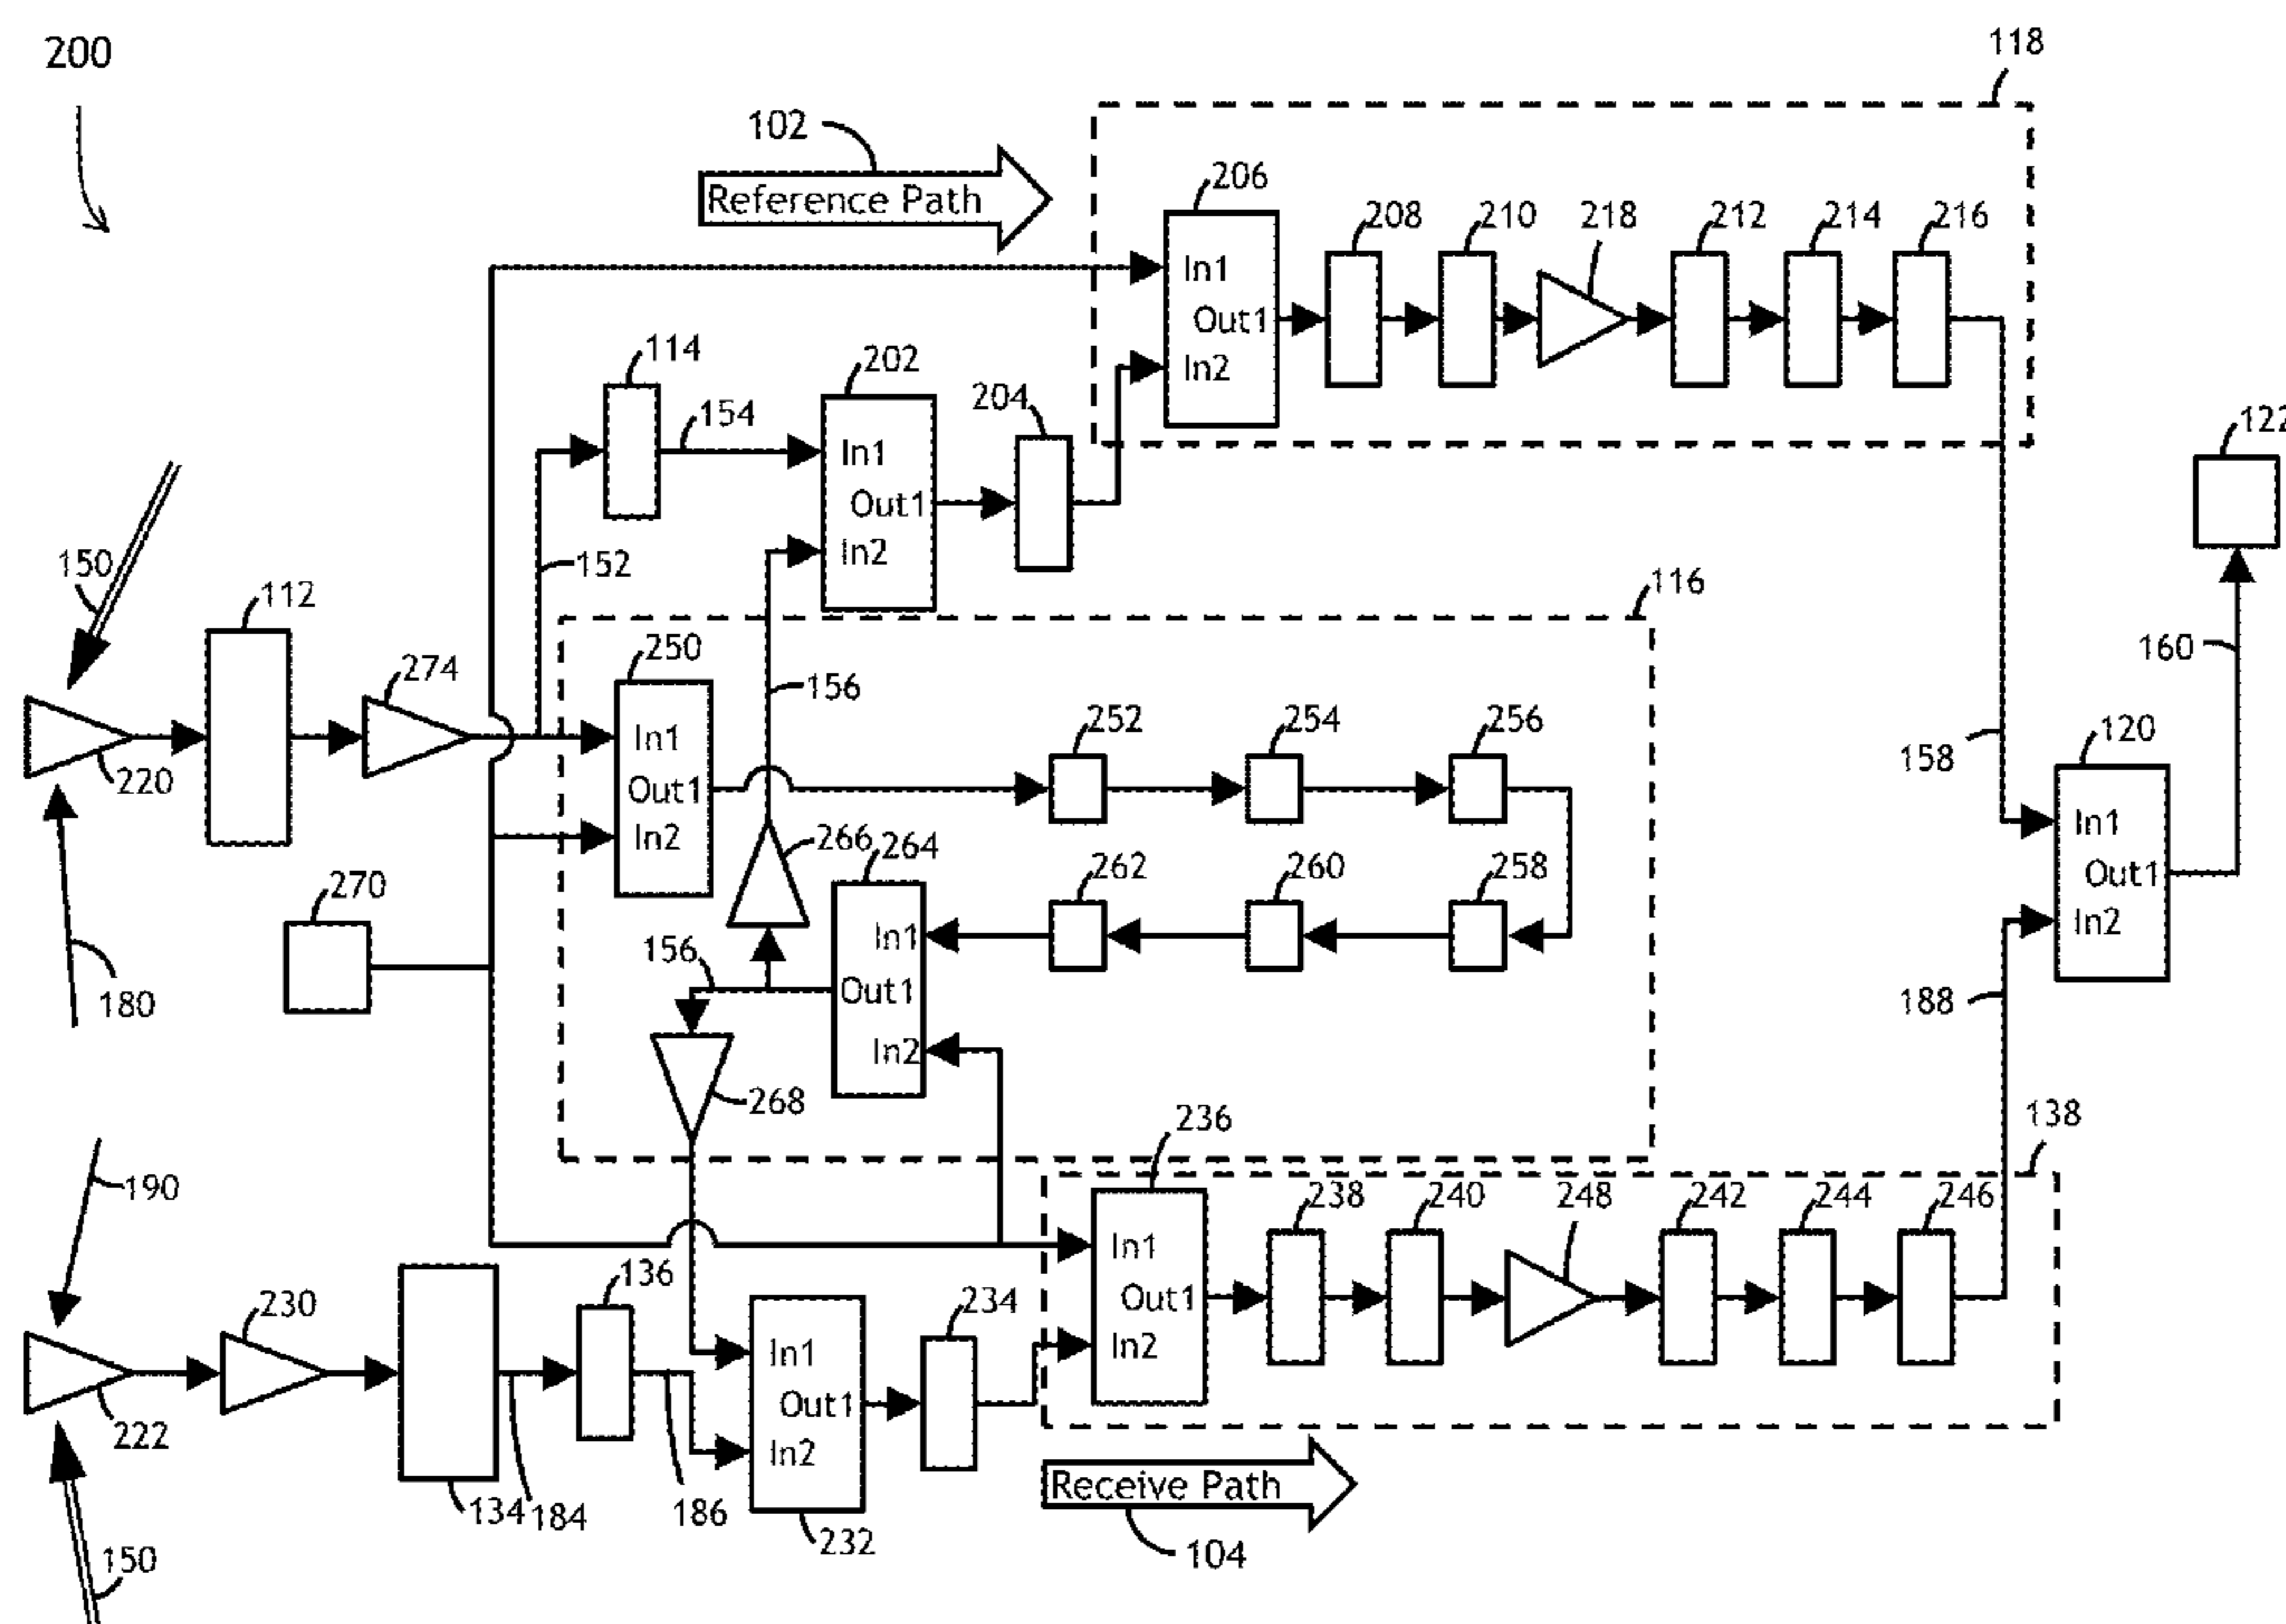 200
118
102
Reference Path
206
208
210
218
212
214
216
In1
Out1
In2
114
202
204
154
In1
Out1
In2
122
150
152
112
116
274
250
156
160
220
252
254
256
In1
Out1
In2
158
120
266
264
262
260
258
In1
Out1
In2
270
180
156
In1
Out1
In2
188
268
236
138
190
238
240
248
242
244
246
In1
Out1
In2
230
136
234
In1
Out1
In2
222
134
184
186
232
Receive Path
104
150